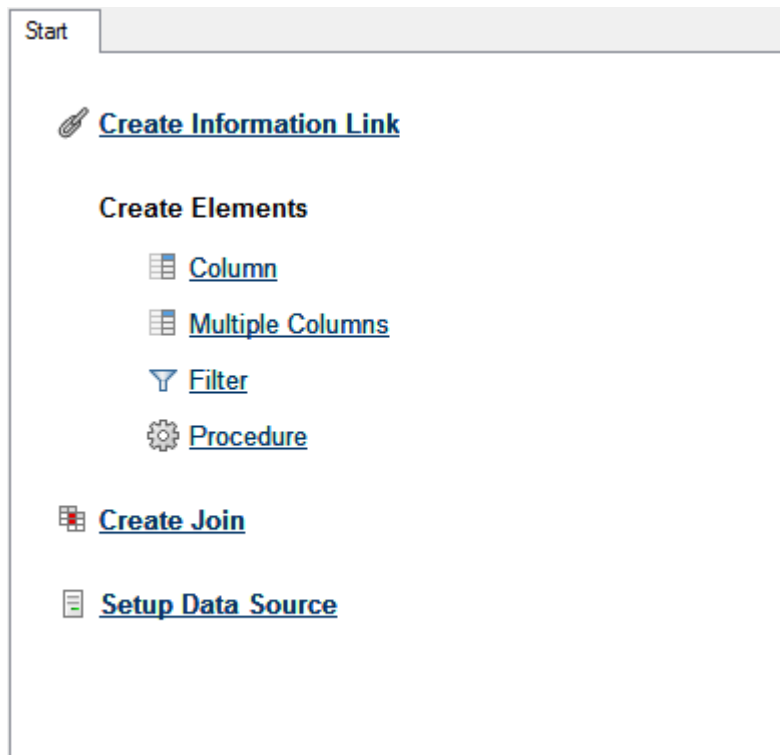 Start
Create Information Link
Create Elements
Column
Multiple Columns
Filter
Procedure
Create Join
Setup Data Source